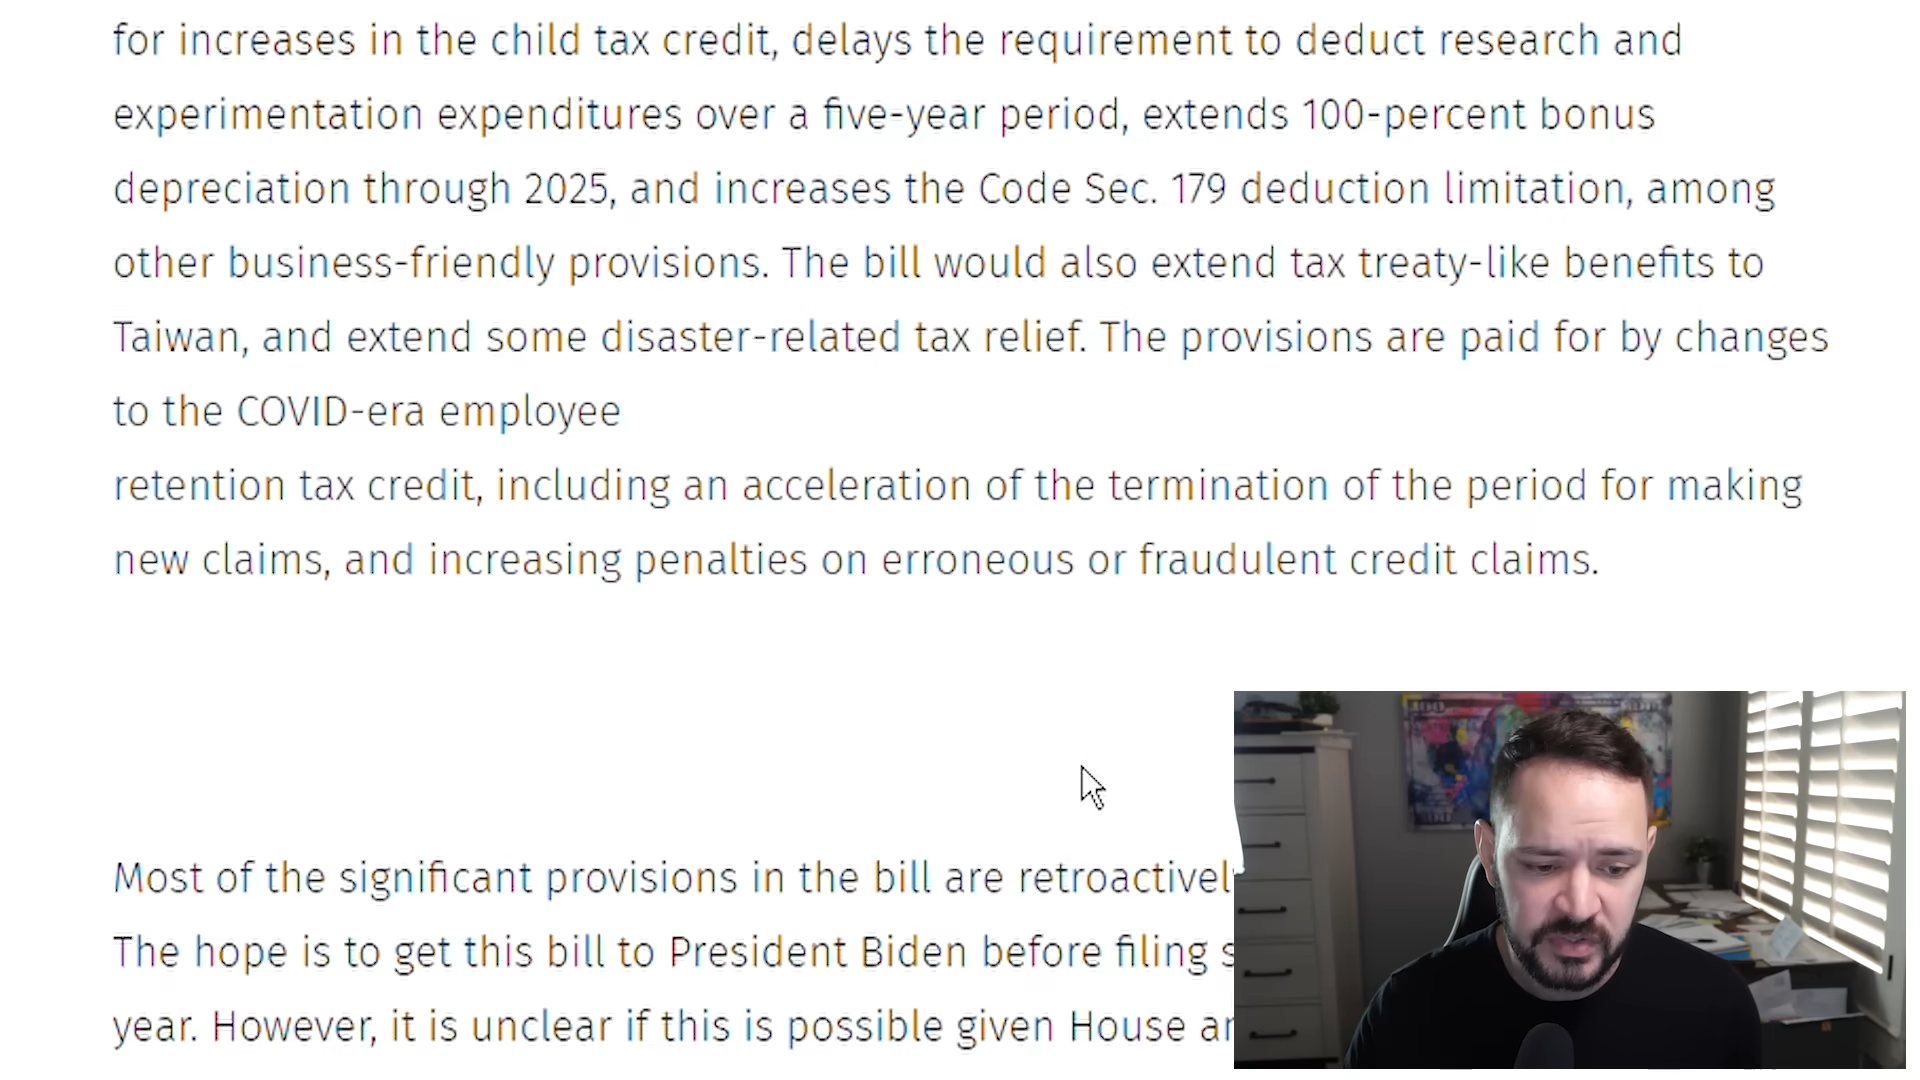 for increases in the child tax credit, delays the requirement to deduct research and
experimentation expenditures over a five-year period, extends 100-percent bonus
depreciation through 2025, and increases the Code Sec. 179 deduction limitation, among
other business-friendly provisions. The bill would also extend tax treaty-like benefits to
Taiwan, and extend some disaster-related tax relief. The provisions are paid for by changes
to the COVID-era employee
retention tax credit, including an acceleration of the termination of the period for making
new claims, and increasing penalties on erroneous or fraudulent credit claims.
Most of the significant provisions in the bill are
The hope is to get this bill to President Biden before filing
year. However, it is unclear if this is possible given House